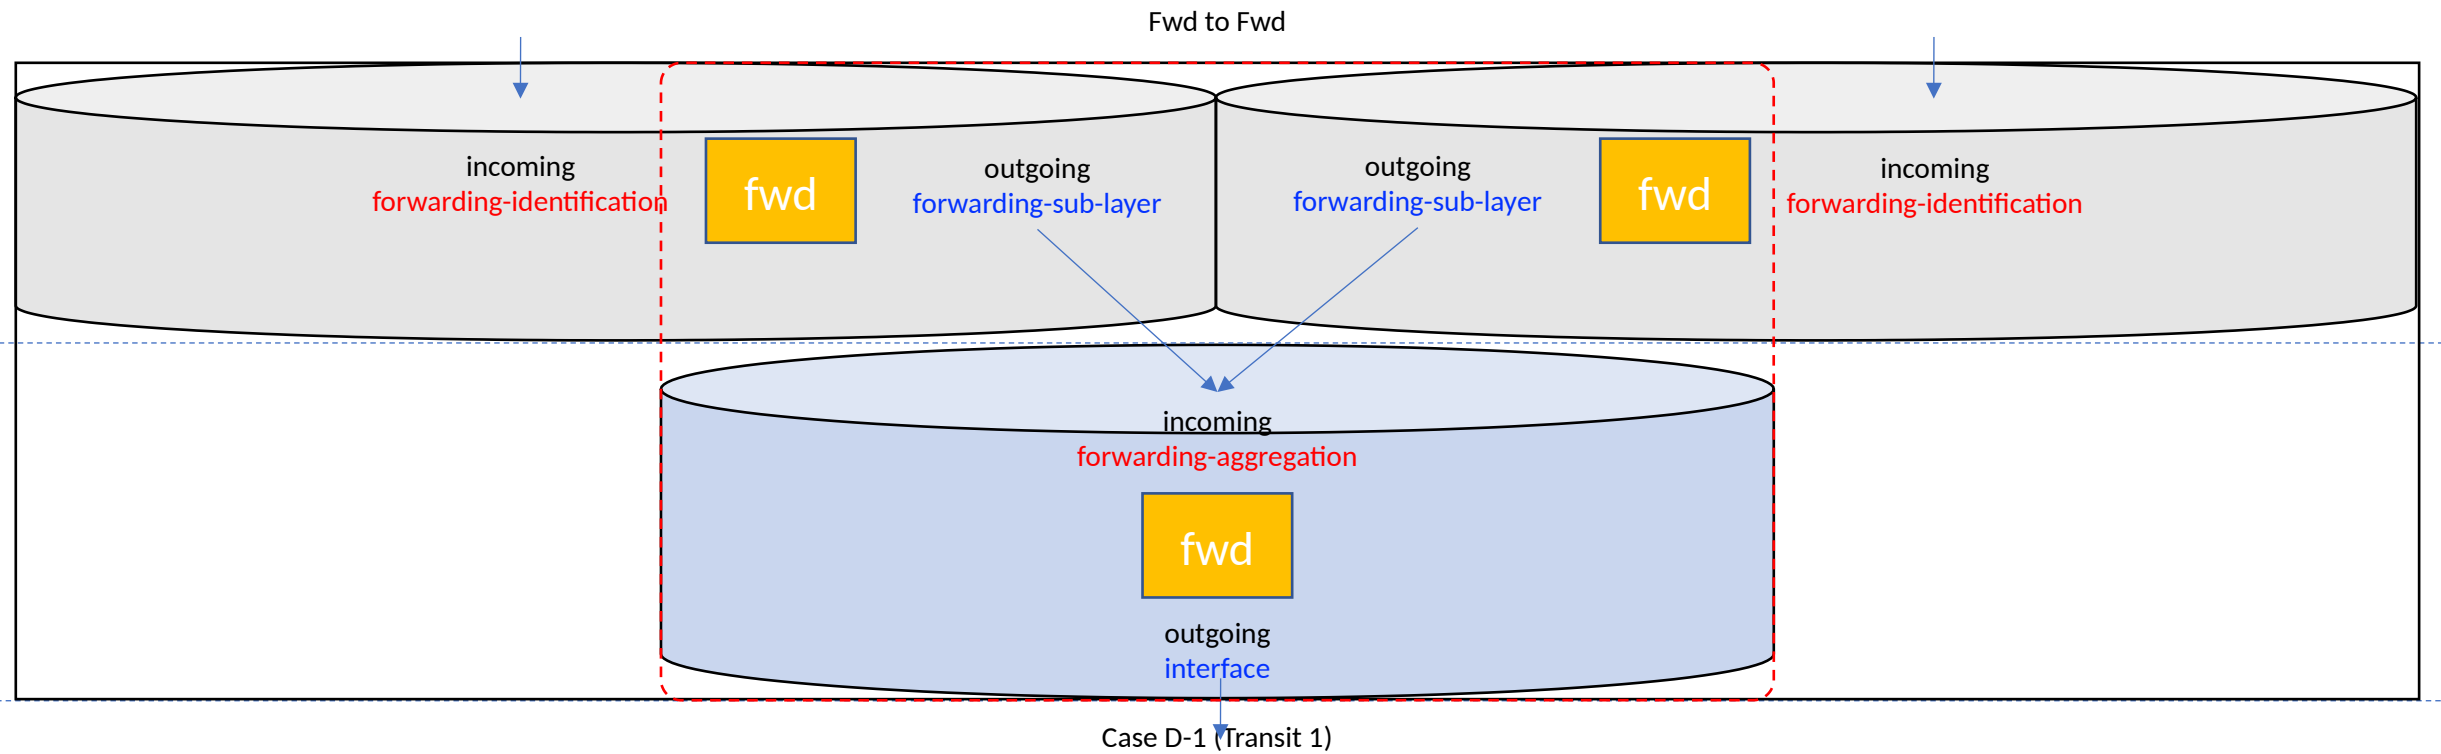 Fwd to Fwd
incoming
forwarding-identification
fwd
outgoing
forwarding-sub-layer
outgoing
forwarding-sub-layer
fwd
incoming
forwarding-identification
incoming
forwarding-aggregation
fwd
outgoing
interface
Case D-1 (Transit 1)